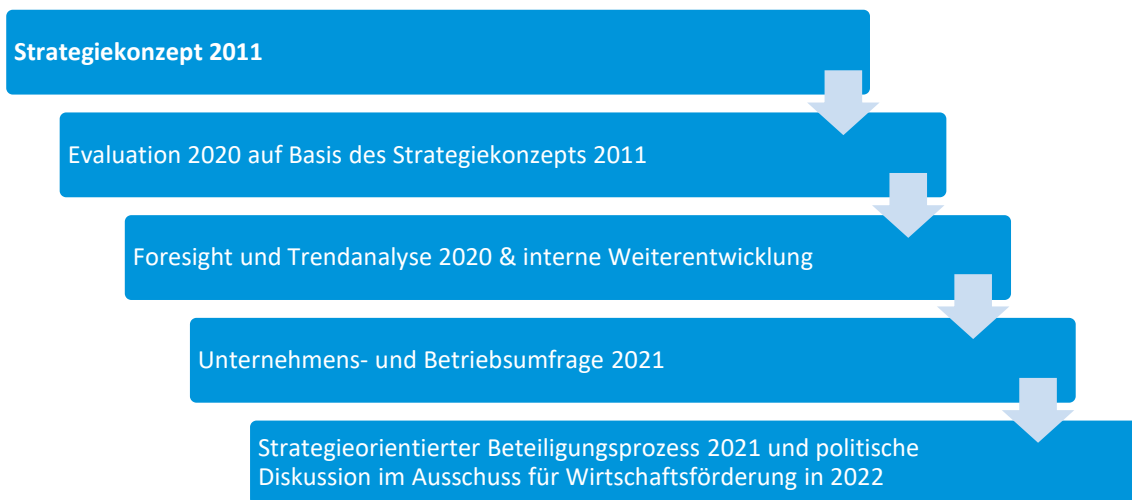 Strategiekonzept 2011
Evaluation 2020 auf Basis des Strategiekonzepts 2011
Foresight und Trendanalyse 2020 & interne Weiterentwicklung
Unternehmens- und Betriebsumfrage 2021
Strategieorientierter Beteiligungsprozess 2021 und politische
Diskussion im Ausschuss für Wirtschaftsförderung in 2022